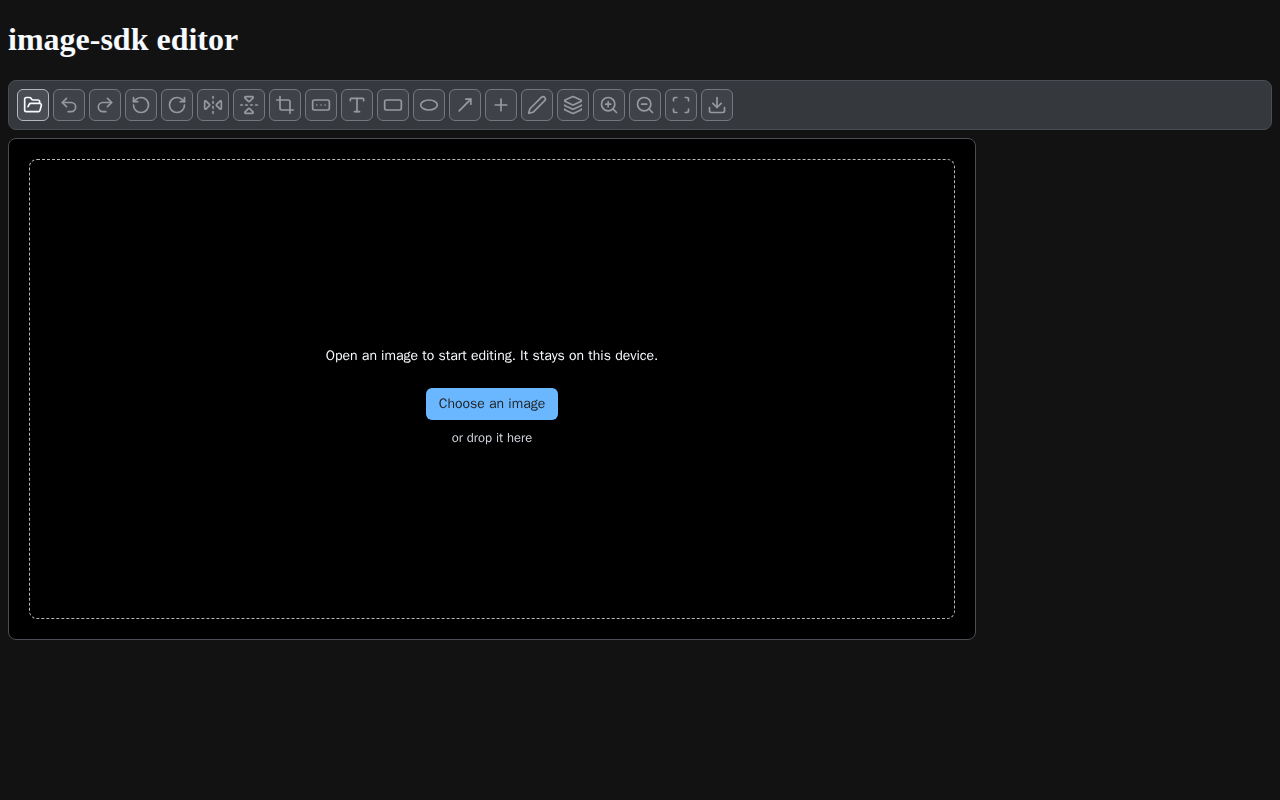 image-sdk editor
Open an image to start editing. It stays on this device.
Choose an image
or drop it here